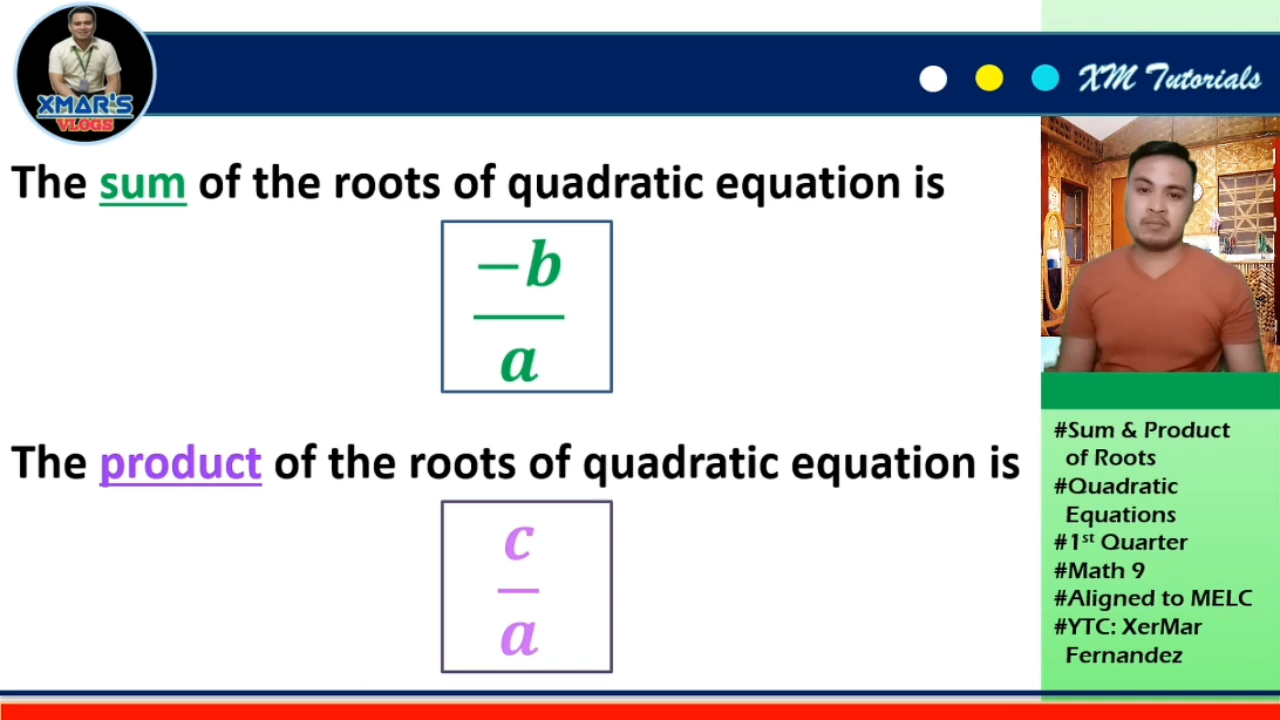 XMAR'S
VLOGS
XM Tutorials
The sum of the roots of quadratic equation is
−b
a
The product of the roots of quadratic equation is
c
a
#Sum & Product
of Roots
#Quadratic
Equations
#1st Quarter
#Math 9
#Aligned to MELC
#YTC: XerMar
Fernandez